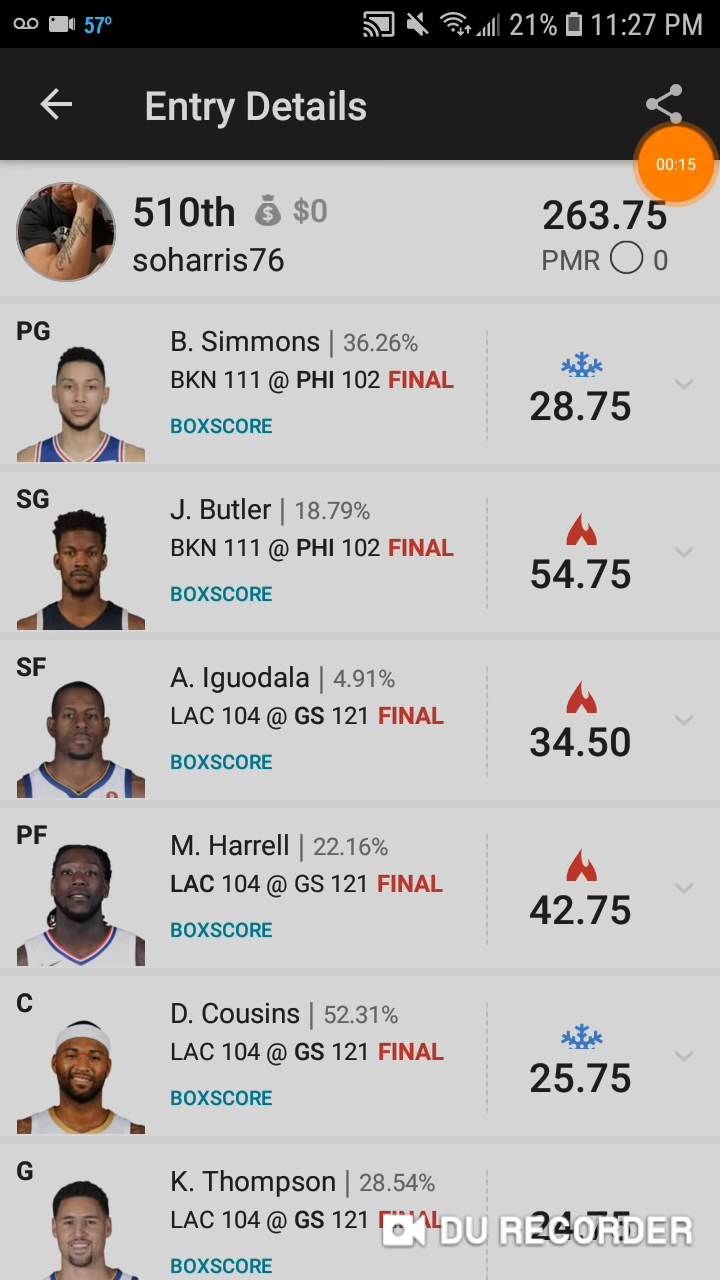 57° 21% 11:27 PM
Entry Details
00:15
510th $ $0 263.75
soharris76 PMR 0
PG B. Simmons | 36.26%
BKN 111 @ PHI 102 FINAL 28.75
BOXSCORE
SG J. Butler | 18.79%
BKN 111 @ PHI 102 FINAL 54.75
BOXSCORE
SF A. Iguodala | 4.91%
LAC 104 @ GS 121 FINAL 34.50
BOXSCORE
PF M. Harrell | 22.16%
LAC 104 @ GS 121 FINAL 42.75
BOXSCORE
C D. Cousins | 52.31%
LAC 104 @ GS 121 FINAL 25.75
BOXSCORE
G K. Thompson | 28.54%
LAC 104 @ GS 121 FINAL 24.75
DU RECORDER
BOXSCORE